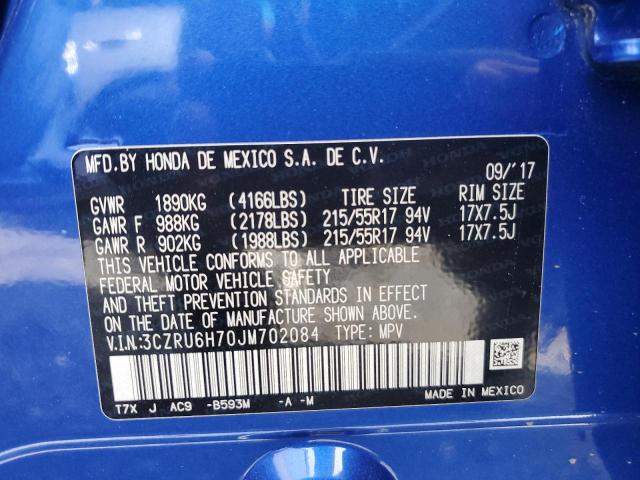 MFD.BY HONDA DE MEXICO S.A. DE C.V.
09/'17
GVWR 1890KG (4166LBS) TIRE SIZE RIM SIZE
GAWR F 988KG (2178LBS) 215/55R17 94V 17X7.5J
GAWR R 902KG (1988LBS) 215/55R17 94V 17X7.5J
THIS VEHICLE CONFORMS TO ALL APPLICABLE
FEDERAL MOTOR VEHICLE SAFETY
AND THEFT PREVENTION STANDARDS IN EFFECT
ON THE DATE OF MANUFACTURE SHOWN ABOVE.
V.I.N:3CZRU6H70JM702084 TYPE: MPV
T7X J AC9 -B593M -A -M
MADE IN MEXICO